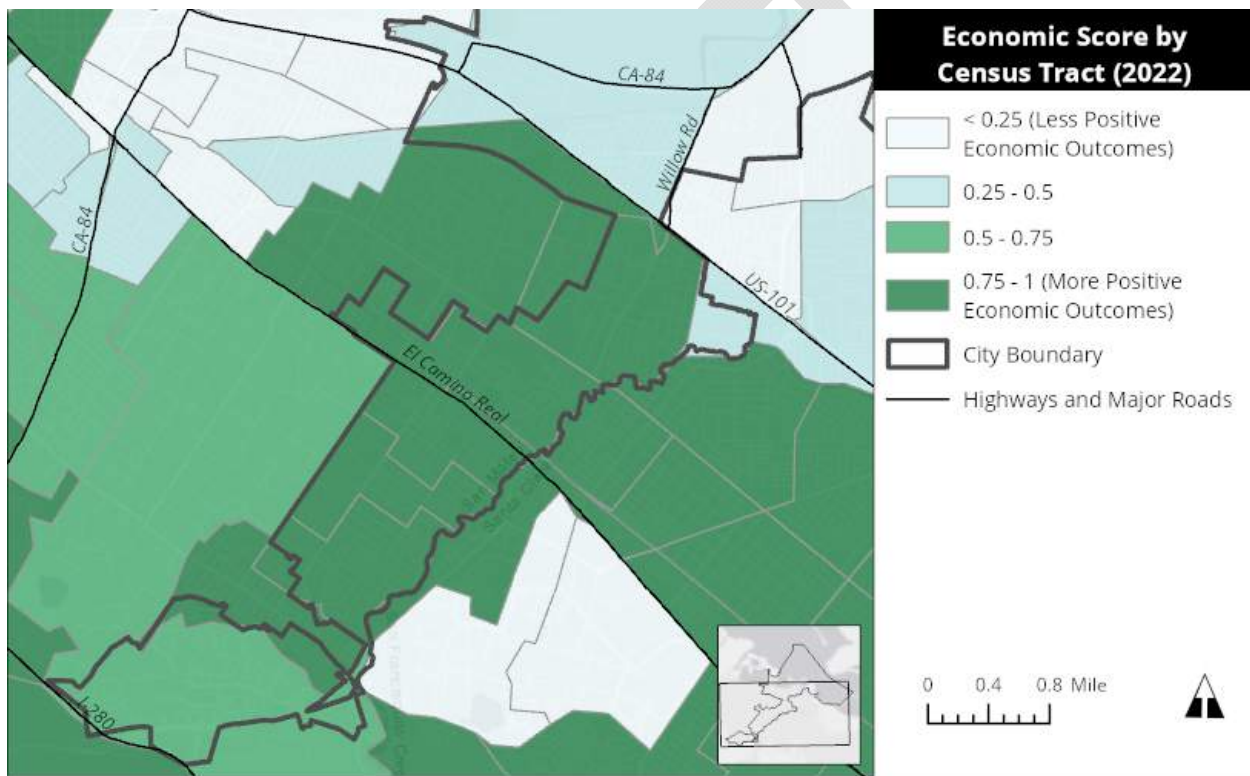 Economic Score by
Census Tract (2022)
< 0.25 (Less Positive
Economic Outcomes)
0.25 - 0.5
0.5 - 0.75
0.75 - 1 (More Positive
Economic Outcomes)
City Boundary
Highways and Major Roads
0 0.4 0.8 Mile
CA-84
Willow Rd
CA-84
US-101
El Camino Real
I-280